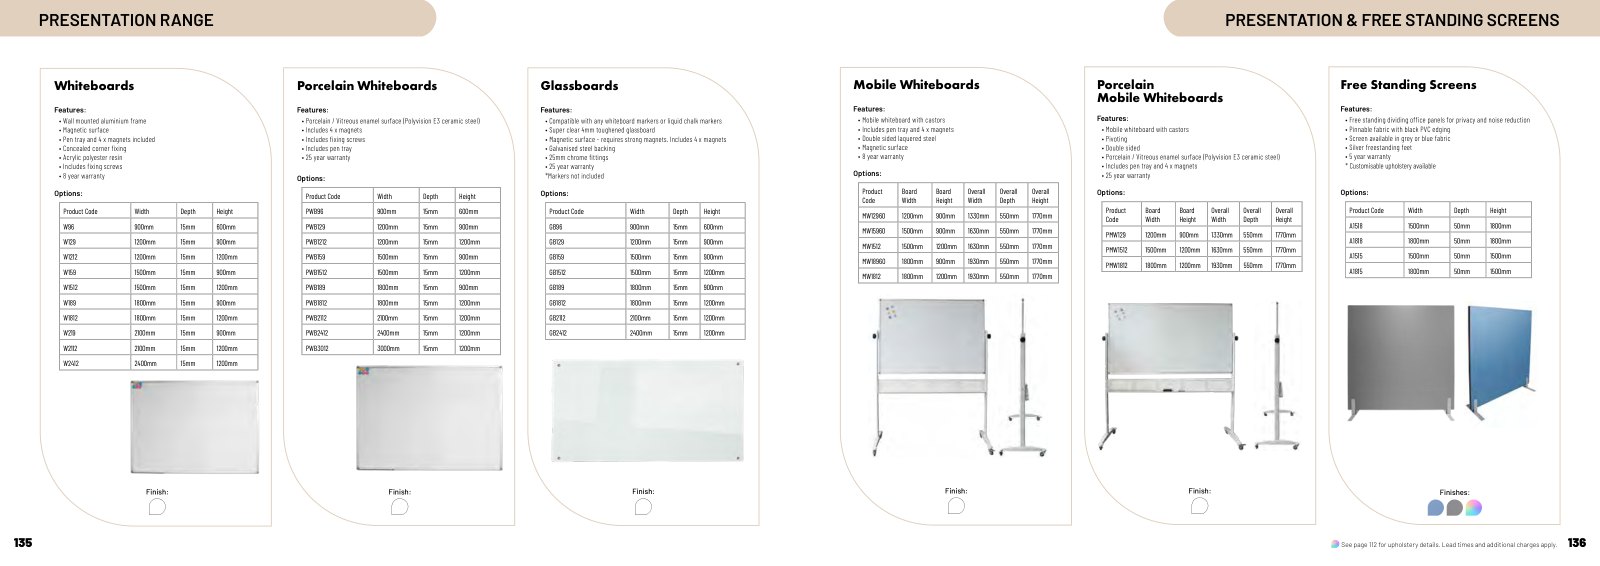 PRESENTATION RANGE
Whiteboards
Features:
• Wall mounted aluminium frame
• Magnetic surface
• Pen tray and 4 x magnets included
• Concealed corner fixing
• Acrylic polyester resin
• Includes fixing screws
• 8 year warranty
Options:
Product Code Width Depth Height
W96 900mm 15mm 600mm
W129 1200mm 15mm 900mm
W1212 1200mm 15mm 1200mm
W159 1500mm 15mm 900mm
W1512 1500mm 15mm 1200mm
W189 1800mm 15mm 900mm
W1812 1800mm 15mm 1200mm
W219 2100mm 15mm 900mm
W2112 2100mm 15mm 1200mm
W2412 2400mm 15mm 1200mm
Finish:
Porcelain Whiteboards
Features:
• Porcelain / Vitreous enamel surface (Polyvision E3 ceramic steel)
• Includes 4 x magnets
• Includes fixing screws
• Includes pen tray
• 25 year warranty
Options:
Product Code Width Depth Height
PWB96 900mm 15mm 600mm
PWB129 1200mm 15mm 900mm
PWB1212 1200mm 15mm 1200mm
PWB159 1500mm 15mm 900mm
PWB1512 1500mm 15mm 1200mm
PWB189 1800mm 15mm 900mm
PWB1812 1800mm 15mm 1200mm
PWB2112 2100mm 15mm 1200mm
PWB2412 2400mm 15mm 1200mm
PWB3012 3000mm 15mm 1200mm
Finish:
Glassboards
Features:
• Compatible with any whiteboard markers or liquid chalk markers
• Super clear 4mm toughened glassboard
• Magnetic surface - requires strong magnets. Includes 4 x magnets
• Galvanised steel backing
• 25mm chrome fittings
• 25 year warranty
*Markers not included
Options:
Product Code Width Depth Height
GB96 900mm 15mm 600mm
GB129 1200mm 15mm 900mm
GB159 1500mm 15mm 900mm
GB1512 1500mm 15mm 1200mm
GB189 1800mm 15mm 900mm
GB1812 1800mm 15mm 1200mm
GB2112 2100mm 15mm 1200mm
GB2412 2400mm 15mm 1200mm
Finish:
135
PRESENTATION & FREE STANDING SCREENS
Mobile Whiteboards
Features:
• Mobile whiteboard with castors
• Includes pen tray and 4 x magnets
• Double sided laquered steel
• Magnetic surface
• 8 year warranty
Options:
Product Code Board Width Board Height Overall Width Overall Depth Overall Height
MW12960 1200mm 900mm 1330mm 550mm 1770mm
MW15960 1500mm 900mm 1630mm 550mm 1770mm
MW1512 1500mm 1200mm 1630mm 550mm 1770mm
MW18960 1800mm 900mm 1930mm 550mm 1770mm
MW1812 1800mm 1200mm 1930mm 550mm 1770mm
Finish:
Porcelain
Mobile Whiteboards
Features:
• Mobile whiteboard with castors
• Pivoting
• Double sided
• Porcelain / Vitreous enamel surface (Polyvision E3 ceramic steel)
• Includes pen tray and 4 x magnets
• 25 year warranty
Options:
Product Code Board Width Board Height Overall Width Overall Depth Overall Height
PMW129 1200mm 900mm 1330mm 550mm 1770mm
PMW1512 1500mm 1200mm 1630mm 550mm 1770mm
PMW1812 1800mm 1200mm 1930mm 550mm 1770mm
Finish:
Free Standing Screens
Features:
• Free standing dividing office panels for privacy and noise reduction
• Pinnable fabric with black PVC edging
• Screen available in grey or blue fabric
• Silver freestanding feet
• 5 year warranty
* Customisable upholstery available
Options:
Product Code Width Depth Height
A1518 1500mm 50mm 1800mm
A1818 1800mm 50mm 1800mm
A1515 1500mm 50mm 1500mm
A1815 1800mm 50mm 1500mm
Finishes:
See page 112 for upholstery details. Lead times and additional charges apply.
136